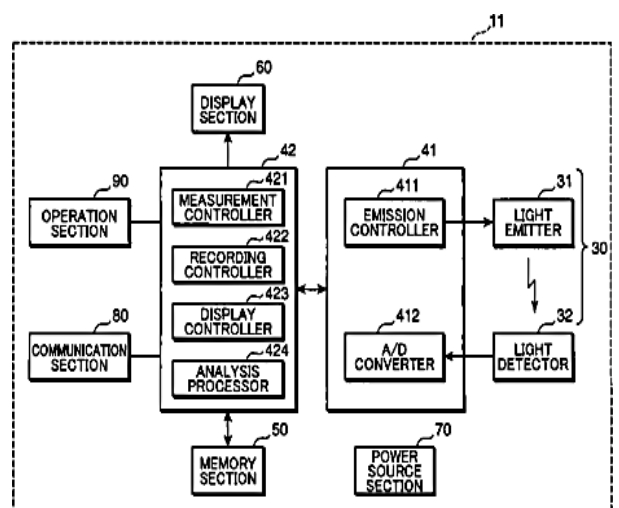 11
60
DISPLAY
SECTION
42
41
421
MEASUREMENT
CONTROLLER
422
RECORDING
CONTROLLER
423
DISPLAY
CONTROLLER
424
ANALYSIS
PROCESSOR
90
OPERATION
SECTION
80
COMMUNICATION
SECTION
411
EMISSION
CONTROLLER
412
A/D
CONVERTER
31
LIGHT
EMITTER
30
32
LIGHT
DETECTOR
50
MEMORY
SECTION
70
POWER
SOURCE
SECTION